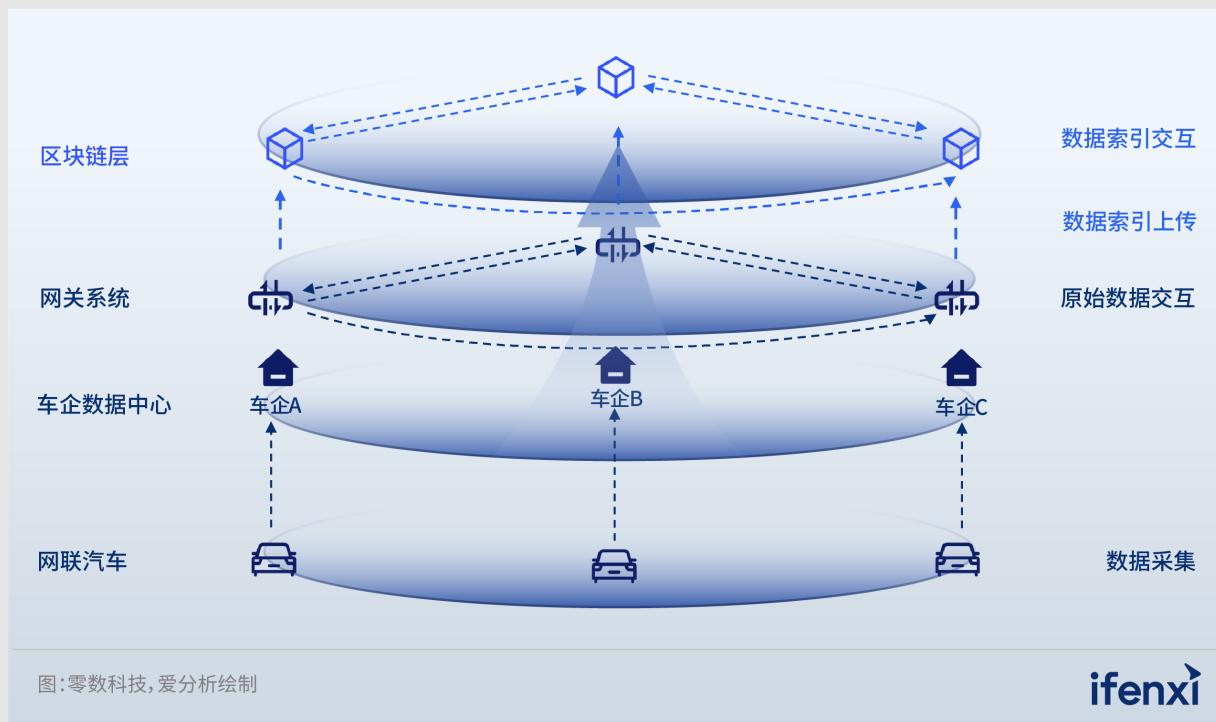 区块链层
数据索引交互
数据索引上传
网关系统
原始数据交互
车企数据中心
车企A
车企B
车企C
网联汽车
数据采集
图：零数科技，爱分析绘制
ifenxi